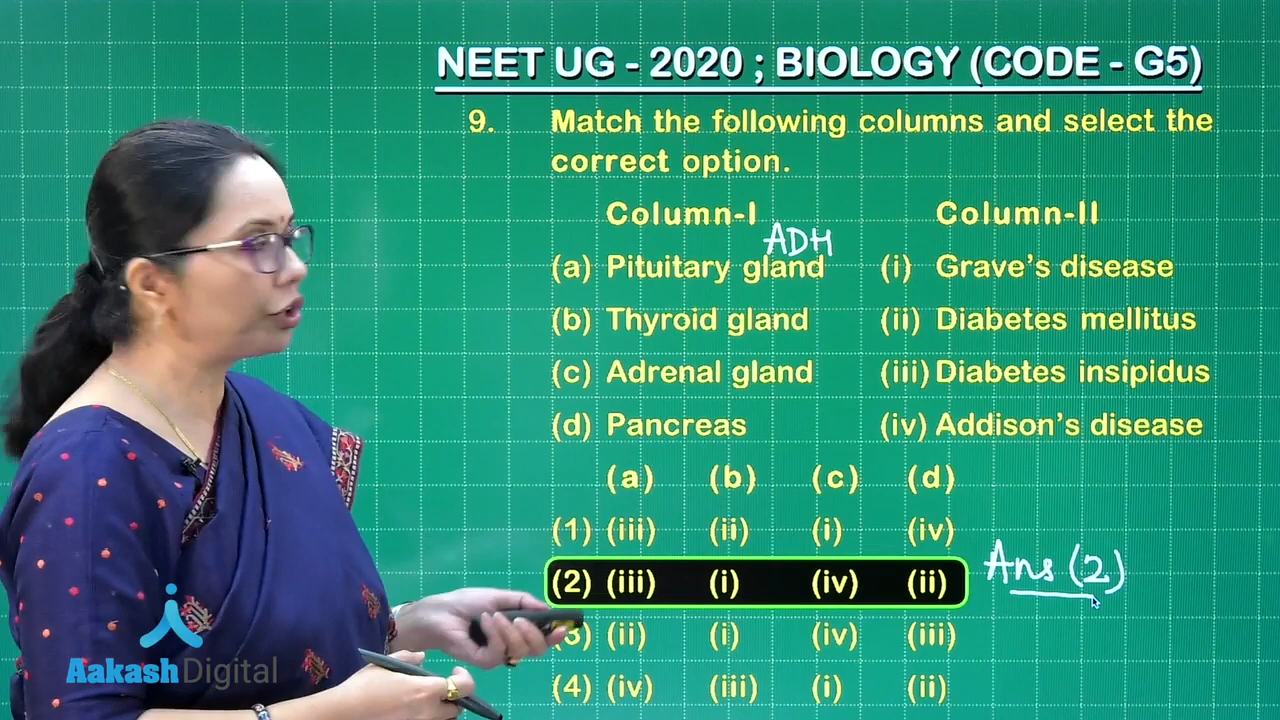 NEET UG - 2020 ; BIOLOGY (CODE - G5)
9. Match the following columns and select the
correct option.
Column-I Column-II
ADH
(a) Pituitary gland (i) Grave's disease
(b) Thyroid gland (ii) Diabetes mellitus
(c) Adrenal gland (iii) Diabetes insipidus
(d) Pancreas (iv) Addison's disease
(a) (b) (c) (d)
(1) (iii) (ii) (i) (iv)
(2) (iii) (i) (iv) (ii) Ans (2)
(3) (ii) (i) (iv) (iii)
(4) (iv) (iii) (i) (ii)
AakashDigital